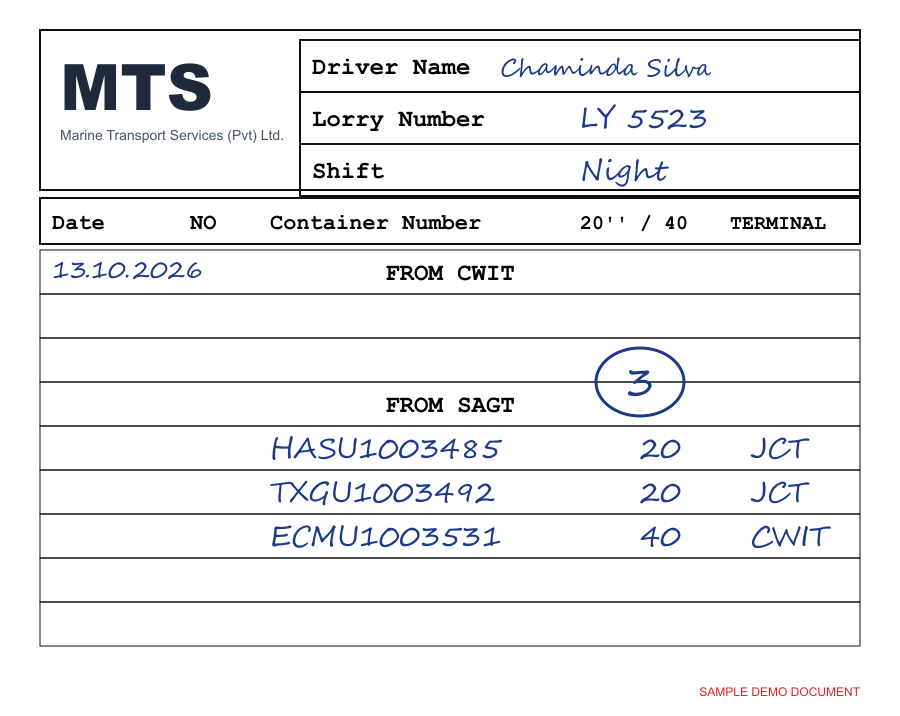 MTS
Marine Transport Services (Pvt) Ltd.
Driver Name Chaminda Silva
Lorry Number LY 5523
Shift Night
Date NO Container Number 20'' / 40 TERMINAL
13.10.2026 FROM CWIT
3
FROM SAGT
HASU1003485 20 JCT
TXGU1003492 20 JCT
ECMU1003531 40 CWIT
SAMPLE DEMO DOCUMENT